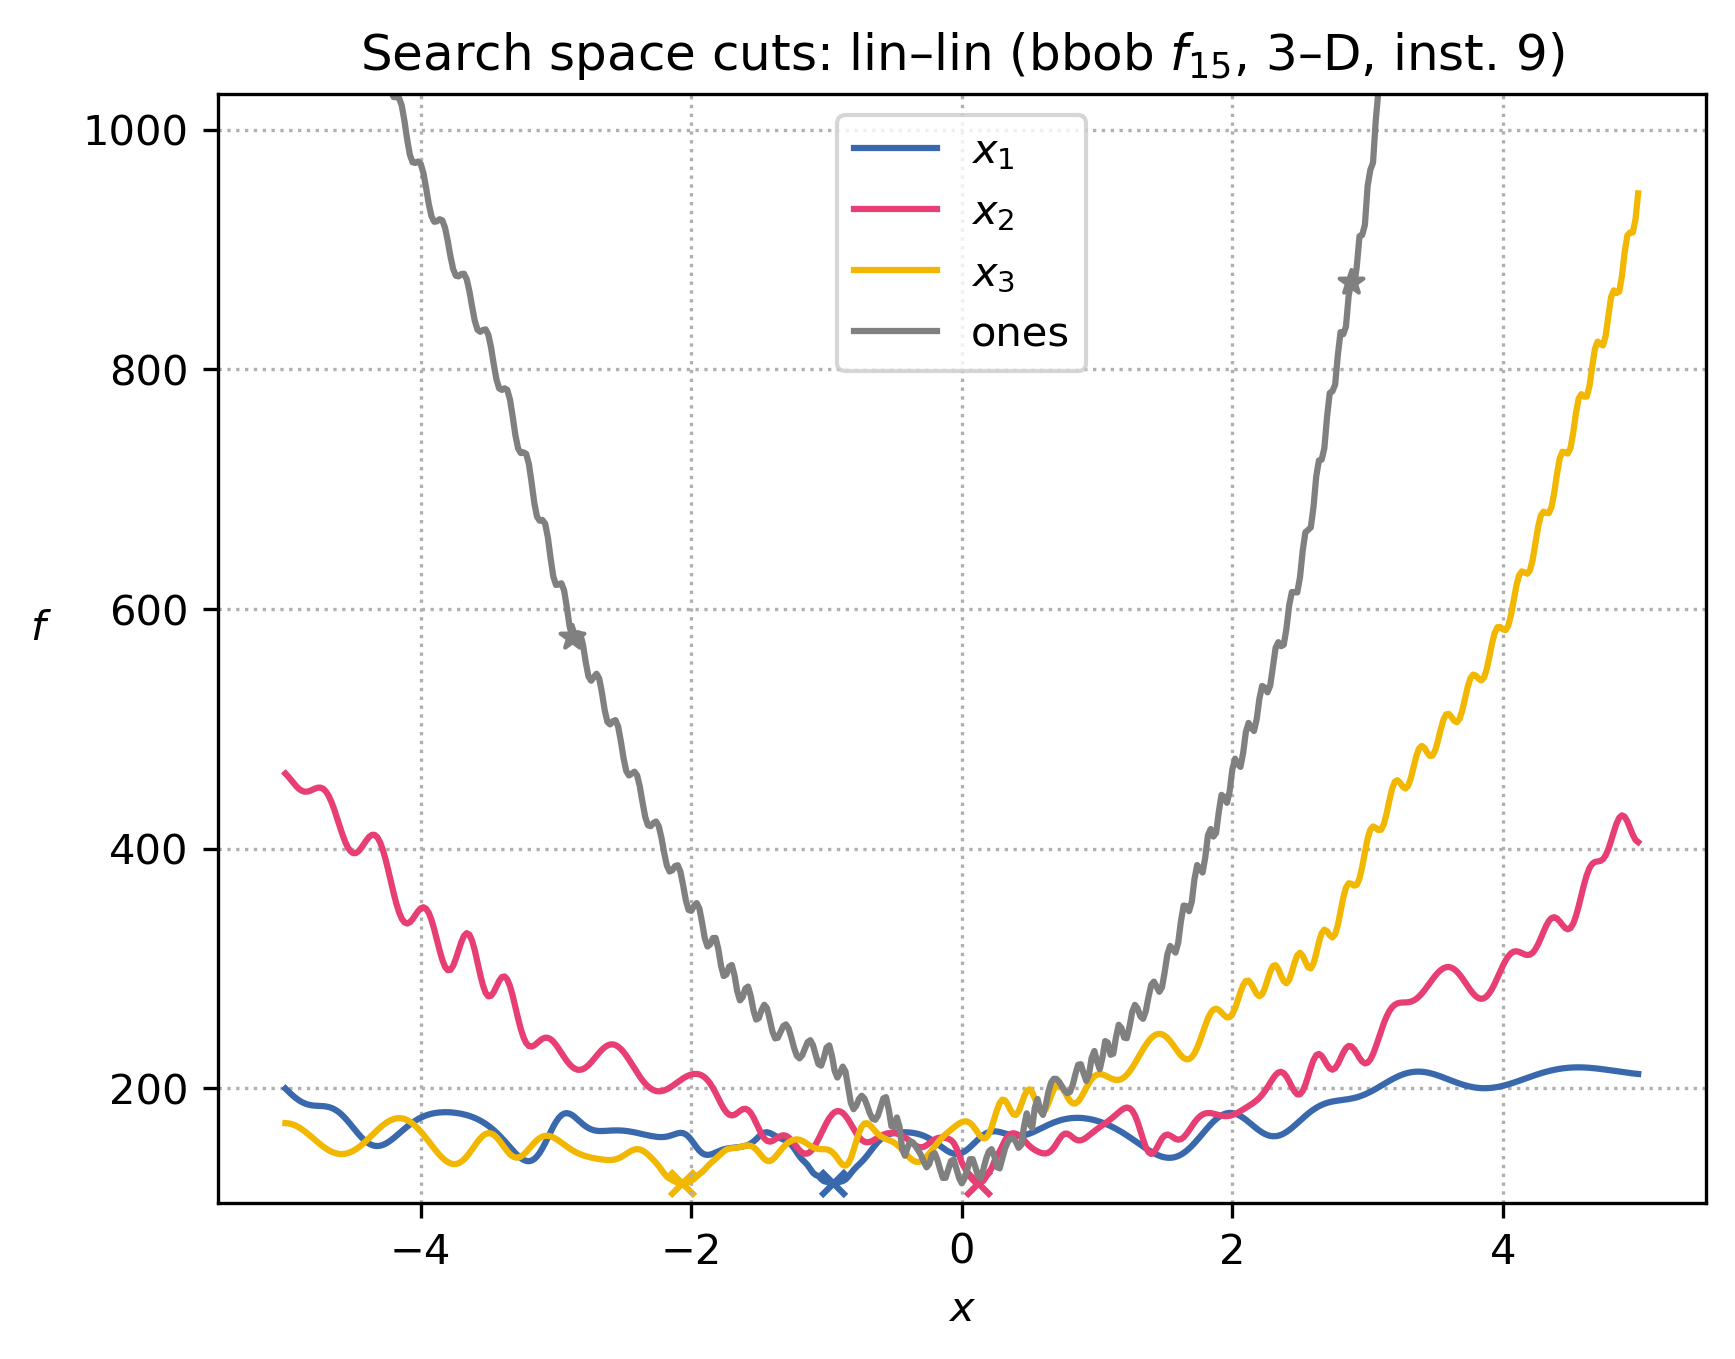 Search space cuts: lin–lin (bbob f₁₅, 3–D, inst. 9)
x₁
x₂
x₃
ones
1000
800
600
400
200
f
−4 −2 0 2 4
x